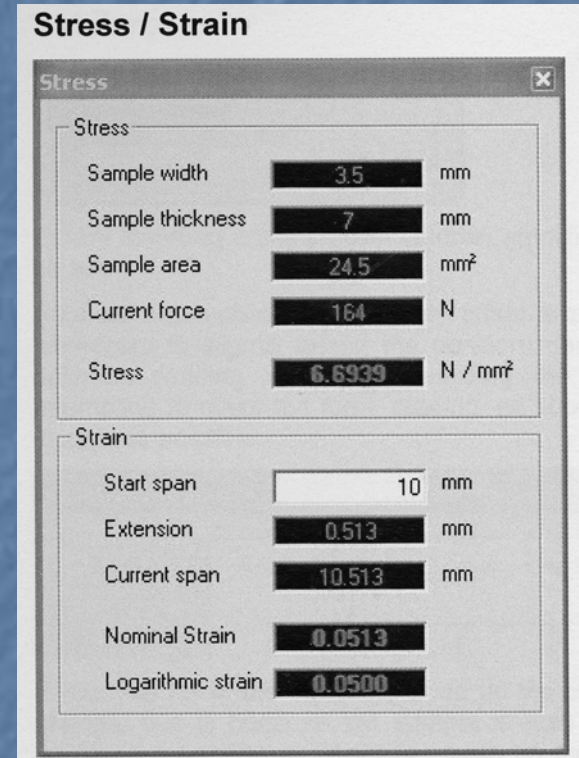 Stress / Strain
Stress
Stress
Sample width 3.5 mm
Sample thickness 7 mm
Sample area 24.5 mm²
Current force 164 N
Stress 6.6939 N / mm²
Strain
Start span 10 mm
Extension 0.513 mm
Current span 10.513 mm
Nominal Strain 0.0513
Logarithmic strain 0.0500